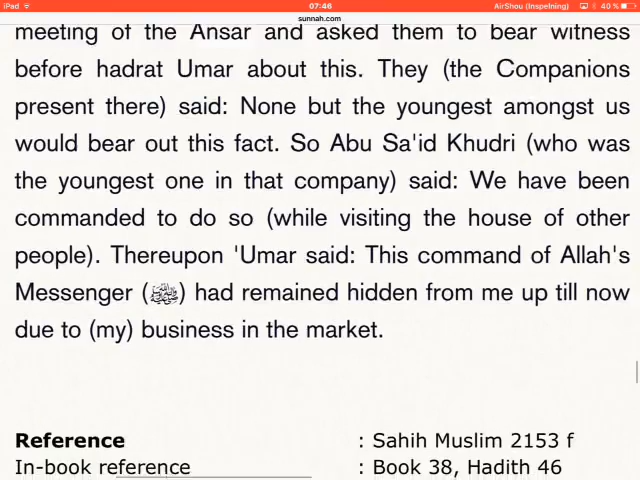 iPad 07:46 AirShou (Inspelning) 40 %
sunnah.com
meeting of the Ansar and asked them to bear witness
before hadrat Umar about this. They (the Companions
present there) said: None but the youngest amongst us
would bear out this fact. So Abu Sa'id Khudri (who was
the youngest one in that company) said: We have been
commanded to do so (while visiting the house of other
people). Thereupon 'Umar said: This command of Allah's
Messenger (ﷺ) had remained hidden from me up till now
due to (my) business in the market.
Reference : Sahih Muslim 2153 f
In-book reference : Book 38, Hadith 46